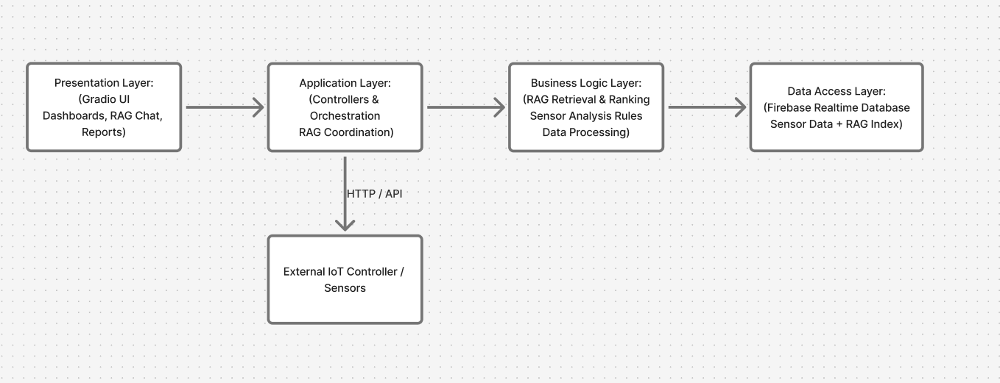 Presentation Layer:
(Gradio UI
Dashboards, RAG Chat,
Reports)
Application Layer:
(Controllers &
Orchestration
RAG Coordination)
Business Logic Layer:
(RAG Retrieval & Ranking
Sensor Analysis Rules
Data Processing)
Data Access Layer:
(Firebase Realtime Database
Sensor Data + RAG Index)
HTTP / API
External IoT Controller /
Sensors